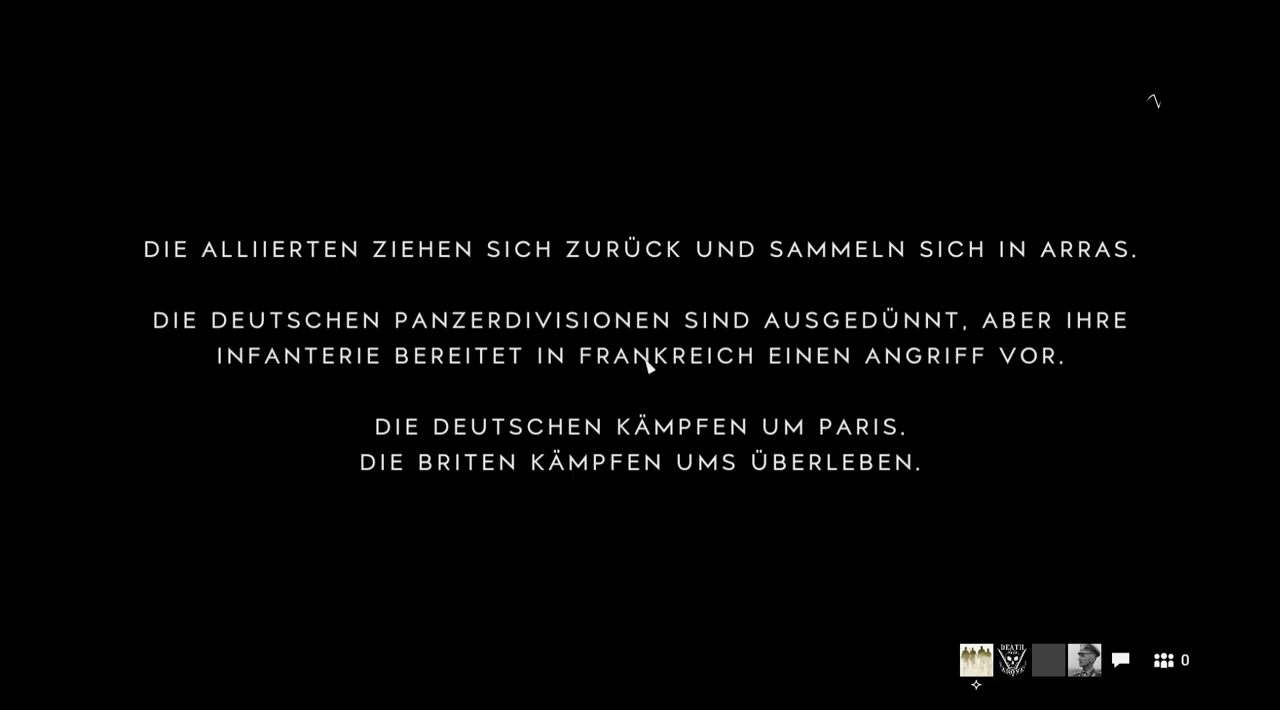 DIE ALLIIERTEN ZIEHEN SICH ZURÜCK UND SAMMELN SICH IN ARRAS.
DIE DEUTSCHEN PANZERDIVISIONEN SIND AUSGEDÜNNT, ABER IHRE
INFANTERIE BEREITET IN FRANKREICH EINEN ANGRIFF VOR.
DIE DEUTSCHEN KÄMPFEN UM PARIS.
DIE BRITEN KÄMPFEN UMS ÜBERLEBEN.
DEATH
0